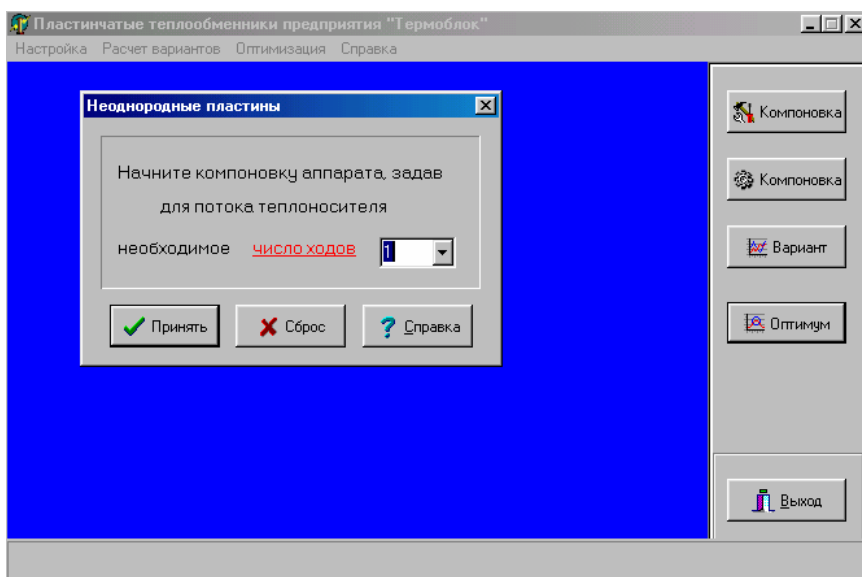 Пластинчатые теплообменники предприятия "Термоблок"
Настройка Расчет вариантов Оптимизация Справка
Неоднородные пластины
Начните компоновку аппарата, задав
для потока теплоносителя
необходимое число ходов 1
Принять Сброс Справка
Компоновка
Компоновка
Вариант
Оптимум
Выход